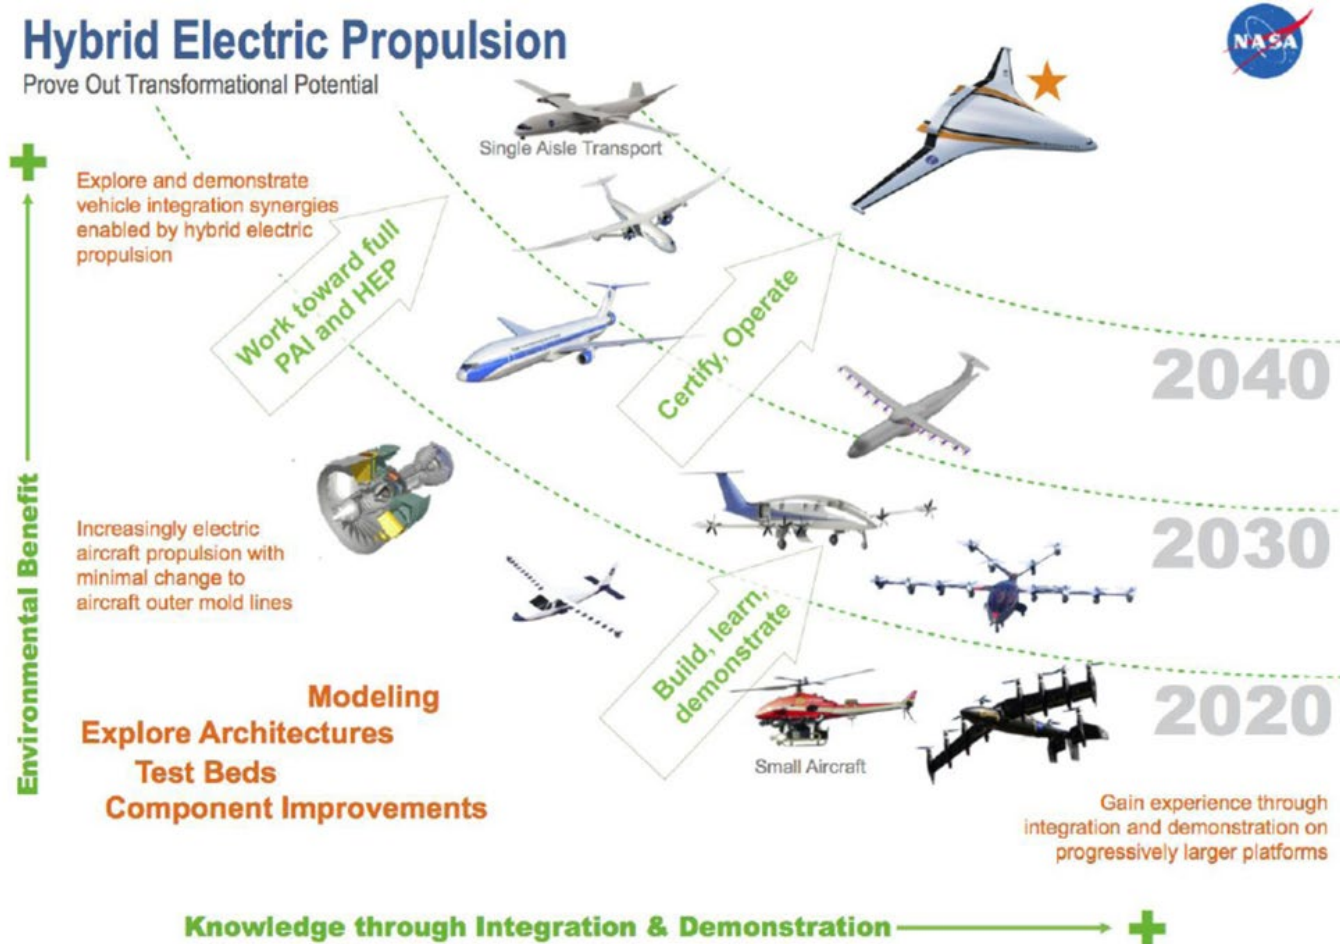 Hybrid Electric Propulsion
NASA
Prove Out Transformational Potential
Single Aisle Transport
Explore and demonstrate
vehicle integration synergies
enabled by hybrid electric
propulsion
Work toward full
PAI and HEP
Certify, Operate
2040
Environmental Benefit
Increasingly electric
aircraft propulsion with
minimal change to
aircraft outer mold lines
2030
Build, learn,
demonstrate
2020
Modeling
Explore Architectures
Test Beds
Component Improvements
Small Aircraft
Gain experience through
integration and demonstration on
progressively larger platforms
Knowledge through Integration & Demonstration